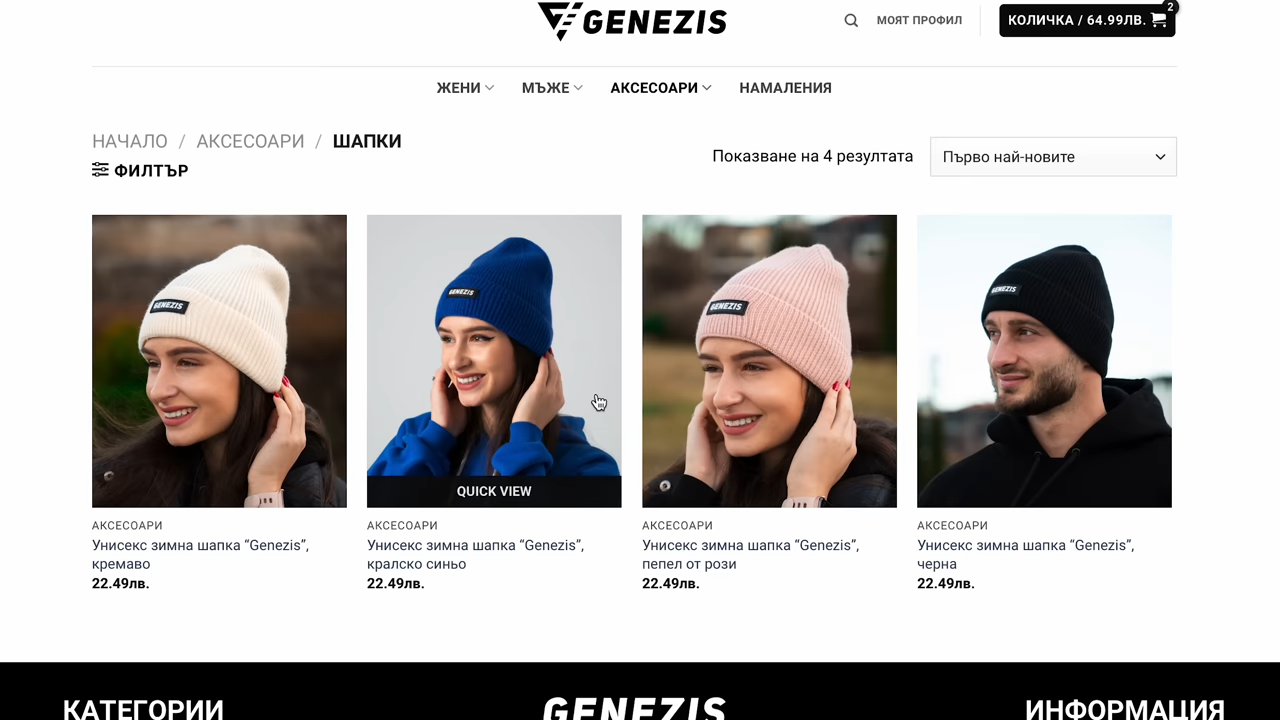 GENEZIS
МОЯТ ПРОФИЛ
КОЛИЧКА / 64.99ЛВ.
2
ЖЕНИ
МЪЖЕ
АКСЕСОАРИ
НАМАЛЕНИЯ
НАЧАЛО / АКСЕСОАРИ / ШАПКИ
ФИЛТЪР
Показване на 4 резултата
Първо най-новите
GENEZIS
GENEZIS
GENEZIS
GENEZIS
QUICK VIEW
АКСЕСОАРИ
Унисекс зимна шапка “Genezis”,
кремаво
22.49лв.
АКСЕСОАРИ
Унисекс зимна шапка “Genezis”,
кралско синьо
22.49лв.
АКСЕСОАРИ
Унисекс зимна шапка “Genezis”,
пепел от рози
22.49лв.
АКСЕСОАРИ
Унисекс зимна шапка “Genezis”,
черна
22.49лв.
КАТЕГОРИИ
GENEZIS
ИНФОРМАЦИЯ